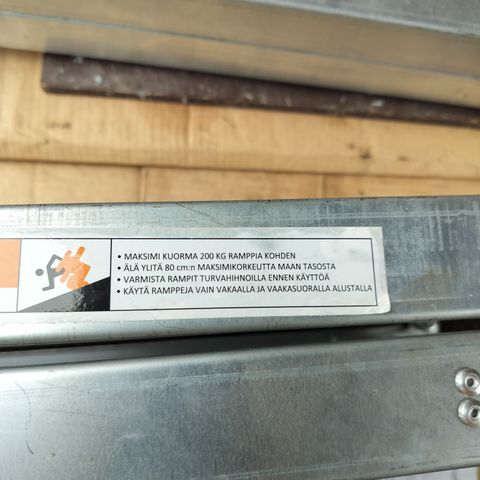 • MAKSIMI KUORMA 200 KG RAMPPIA KOHDEN
• ÄLÄ YLITÄ 80 cm:n MAKSIMIKORKEUTTA MAAN TASOSTA
• VARMISTA RAMPIT TURVAHIHNOILLA ENNEN KÄYTTÖÄ
• KÄYTÄ RAMPPEJA VAIN VAKAALLA JA VAAKASUORALLA ALUSTALLA